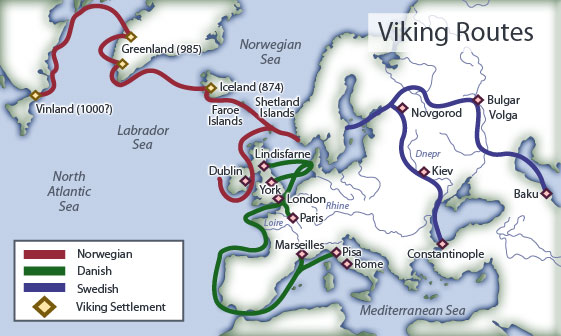 Viking Routes
Greenland (985)
Norwegian
Sea
Iceland (874)
Vinland (1000?)
Faroe
Islands
Shetland
Islands
Labrador
Sea
Novgorod
Bulgar
Volga
Lindisfarne
Dnepr
Dublin
Kiev
York
North
Atlantic
Sea
London
Rhine
Baku
Paris
Loire
Marseilles
Pisa
Constantinople
Rome
Norwegian
Danish
Swedish
Viking Settlement
Mediterranean Sea